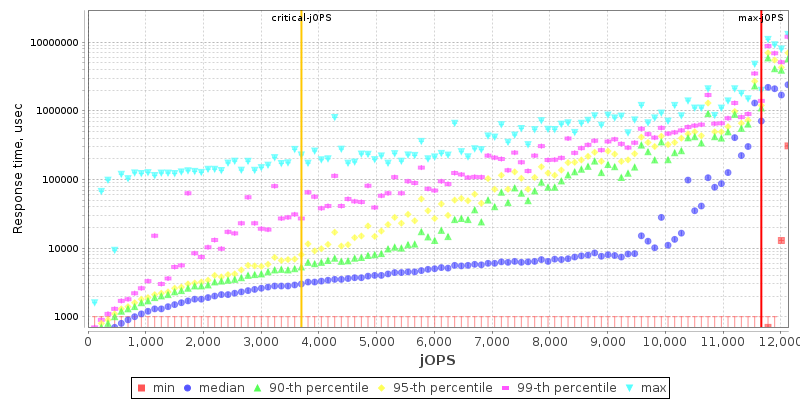 critical-jOPS max-jOPS
10000000
1000000
100000
10000
1000
Response time, usec
0 1,000 2,000 3,000 4,000 5,000 6,000 7,000 8,000 9,000 10,000 11,000 12,000
jOPS
min median 90-th percentile 95-th percentile 99-th percentile max